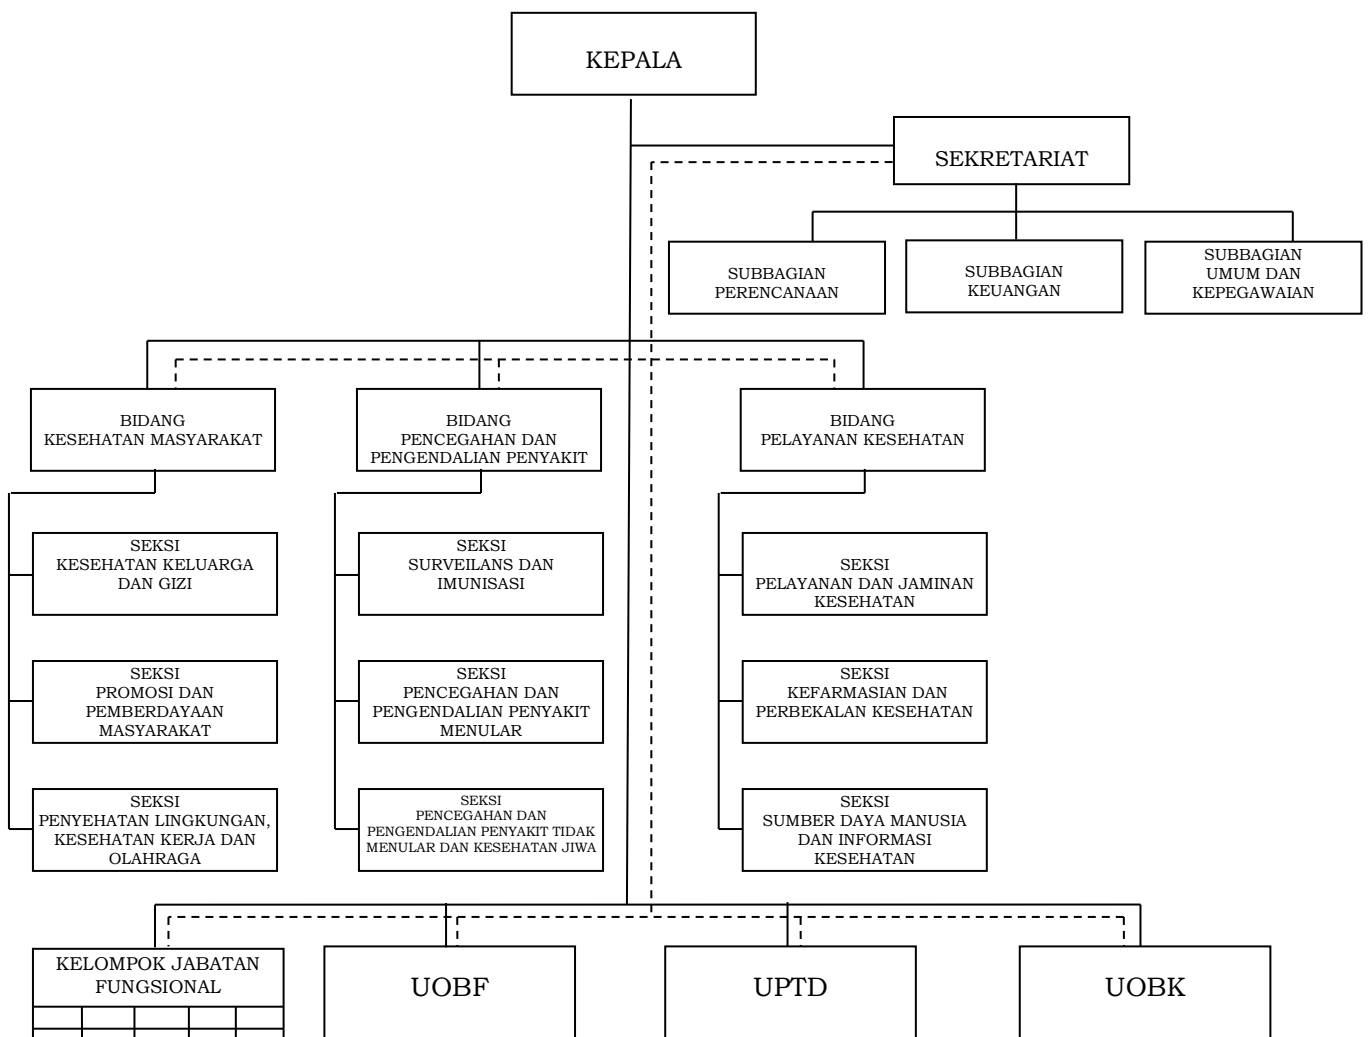 KEPALA
SEKRETARIAT
SUBBAGIAN
PERENCANAAN
SUBBAGIAN
KEUANGAN
SUBBAGIAN
UMUM DAN
KEPEGAWAIAN
BIDANG
KESEHATAN MASYARAKAT
BIDANG
PENCEGAHAN DAN
PENGENDALIAN PENYAKIT
BIDANG
PELAYANAN KESEHATAN
SEKSI
KESEHATAN KELUARGA
DAN GIZI
SEKSI
SURVEILANS DAN
IMUNISASI
SEKSI
PELAYANAN DAN JAMINAN
KESEHATAN
SEKSI
PROMOSI DAN
PEMBERDAYAAN
MASYARAKAT
SEKSI
PENCEGAHAN DAN
PENGENDALIAN PENYAKIT
MENULAR
SEKSI
KEFARMASIAN DAN
PERBEKALAN KESEHATAN
SEKSI
PENYEHATAN LINGKUNGAN,
KESEHATAN KERJA DAN
OLAHRAGA
SEKSI
PENCEGAHAN DAN
PENGENDALIAN PENYAKIT TIDAK
MENULAR DAN KESEHATAN JIWA
SEKSI
SUMBER DAYA MANUSIA
DAN INFORMASI
KESEHATAN
KELOMPOK JABATAN
FUNGSIONAL
UOBF
UPTD
UOBK